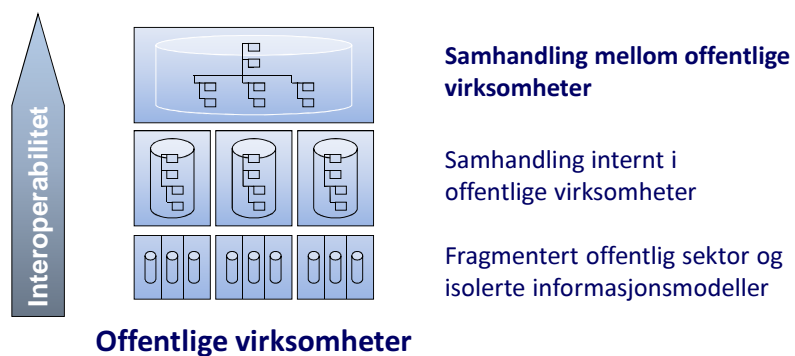 Interoperabilitet
Samhandling mellom offentlige
virksomheter
Samhandling internt i
offentlige virksomheter
Fragmentert offentlig sektor og
isolerte informasjonsmodeller
Offentlige virksomheter